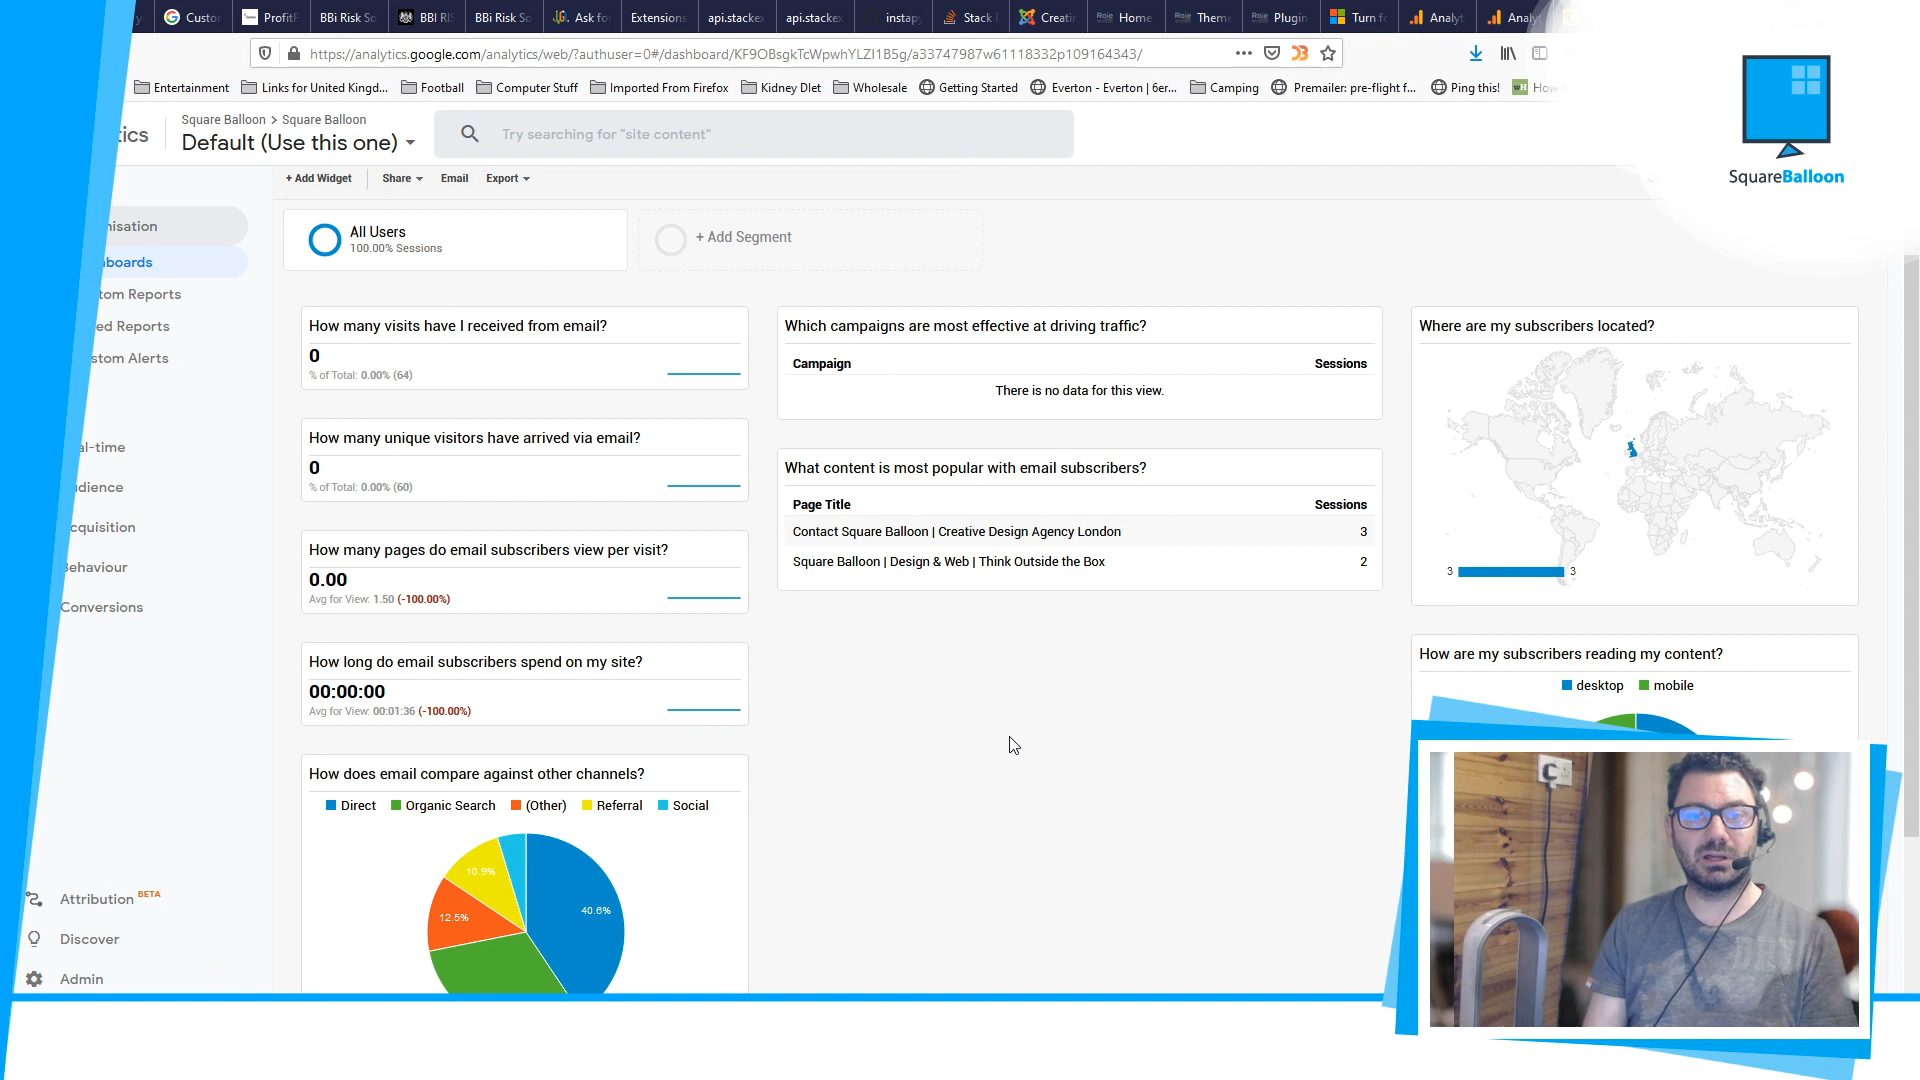 Custo
ProfitF
BBi Risk So
BBI RIS
BBi Risk So
Ask fo
Extensions
api.stackex
api.stackex
instapy
Stack
Creatin
Home
Theme
Plugin
Turn fo
Analyt
Analy
https://analytics.google.com/analytics/web/?authuser=0#/dashboard/KF9OBsgkTcWpwhYLZI1B5g/a33747987w61118332p109164343/
Entertainment
Links for United Kingd...
Football
Computer Stuff
Imported From Firefox
Kidney DIet
Wholesale
Getting Started
Everton - Everton | 6er...
Camping
Premailer: pre-flight f...
Ping this!
How
tics
Square Balloon > Square Balloon
Default (Use this one)
Try searching for "site content"
SquareBalloon
+ Add Widget
Share
Email
Export
nisation
boards
tom Reports
ed Reports
stom Alerts
al-time
dience
cquisition
Behaviour
Conversions
Attribution BETA
Discover
Admin
All Users
100.00% Sessions
+ Add Segment
How many visits have I received from email?
0
% of Total: 0.00% (64)
How many unique visitors have arrived via email?
0
% of Total: 0.00% (60)
How many pages do email subscribers view per visit?
0.00
Avg for View: 1.50 (-100.00%)
How long do email subscribers spend on my site?
00:00:00
Avg for View: 00:01:36 (-100.00%)
How does email compare against other channels?
Direct
Organic Search
(Other)
Referral
Social
10.9%
40.6%
12.5%
Which campaigns are most effective at driving traffic?
Campaign Sessions
There is no data for this view.
What content is most popular with email subscribers?
Page Title Sessions
Contact Square Balloon | Creative Design Agency London 3
Square Balloon | Design & Web | Think Outside the Box 2
Where are my subscribers located?
3 3
How are my subscribers reading my content?
desktop
mobile